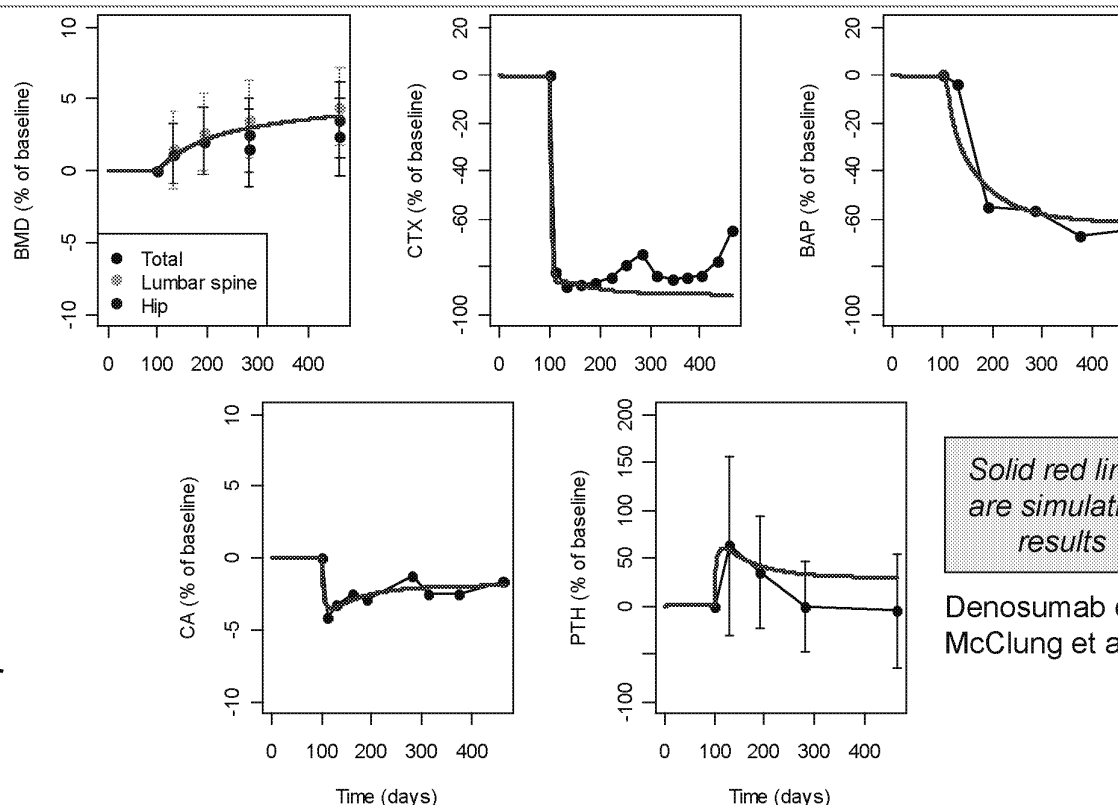 BMD (% of baseline)
10
5
0
-5
-10
Total
Lumbar spine
Hip
0 100 200 300 400
CTX (% of baseline)
20
0
-20
-40
-60
-100
0 100 200 300 400
BAP (% of baseline)
20
0
-20
-40
-60
-100
0 100 200 300 400
CA (% of baseline)
10
5
0
-5
-10
0 100 200 300 400
Time (days)
PTH (% of baseline)
200
150
100
50
0
-100
0 100 200 300 400
Time (days)
Solid red
are
results
Denosumab
McClung et